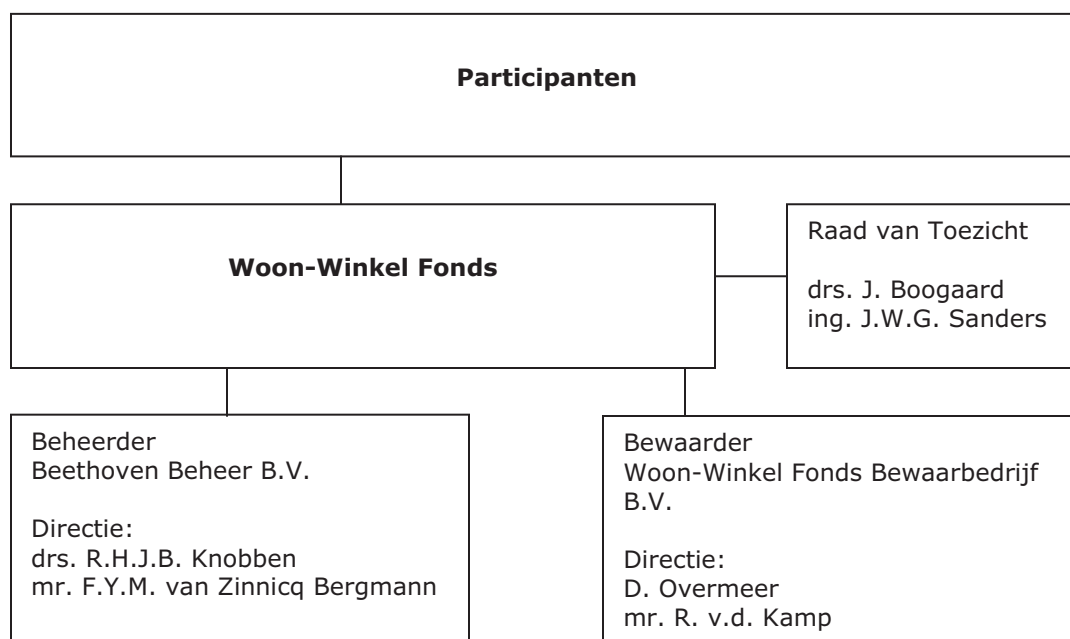 Participanten
Woon-Winkel Fonds
Raad van Toezicht
drs. J. Boogaard
ing. J.W.G. Sanders
Beheerder
Beethoven Beheer B.V.
Directie:
drs. R.H.J.B. Knobben
mr. F.Y.M. van Zinnicq Bergmann
Bewaarder
Woon-Winkel Fonds Bewaarbedrijf
B.V.
Directie:
D. Overmeer
mr. R. v.d. Kamp